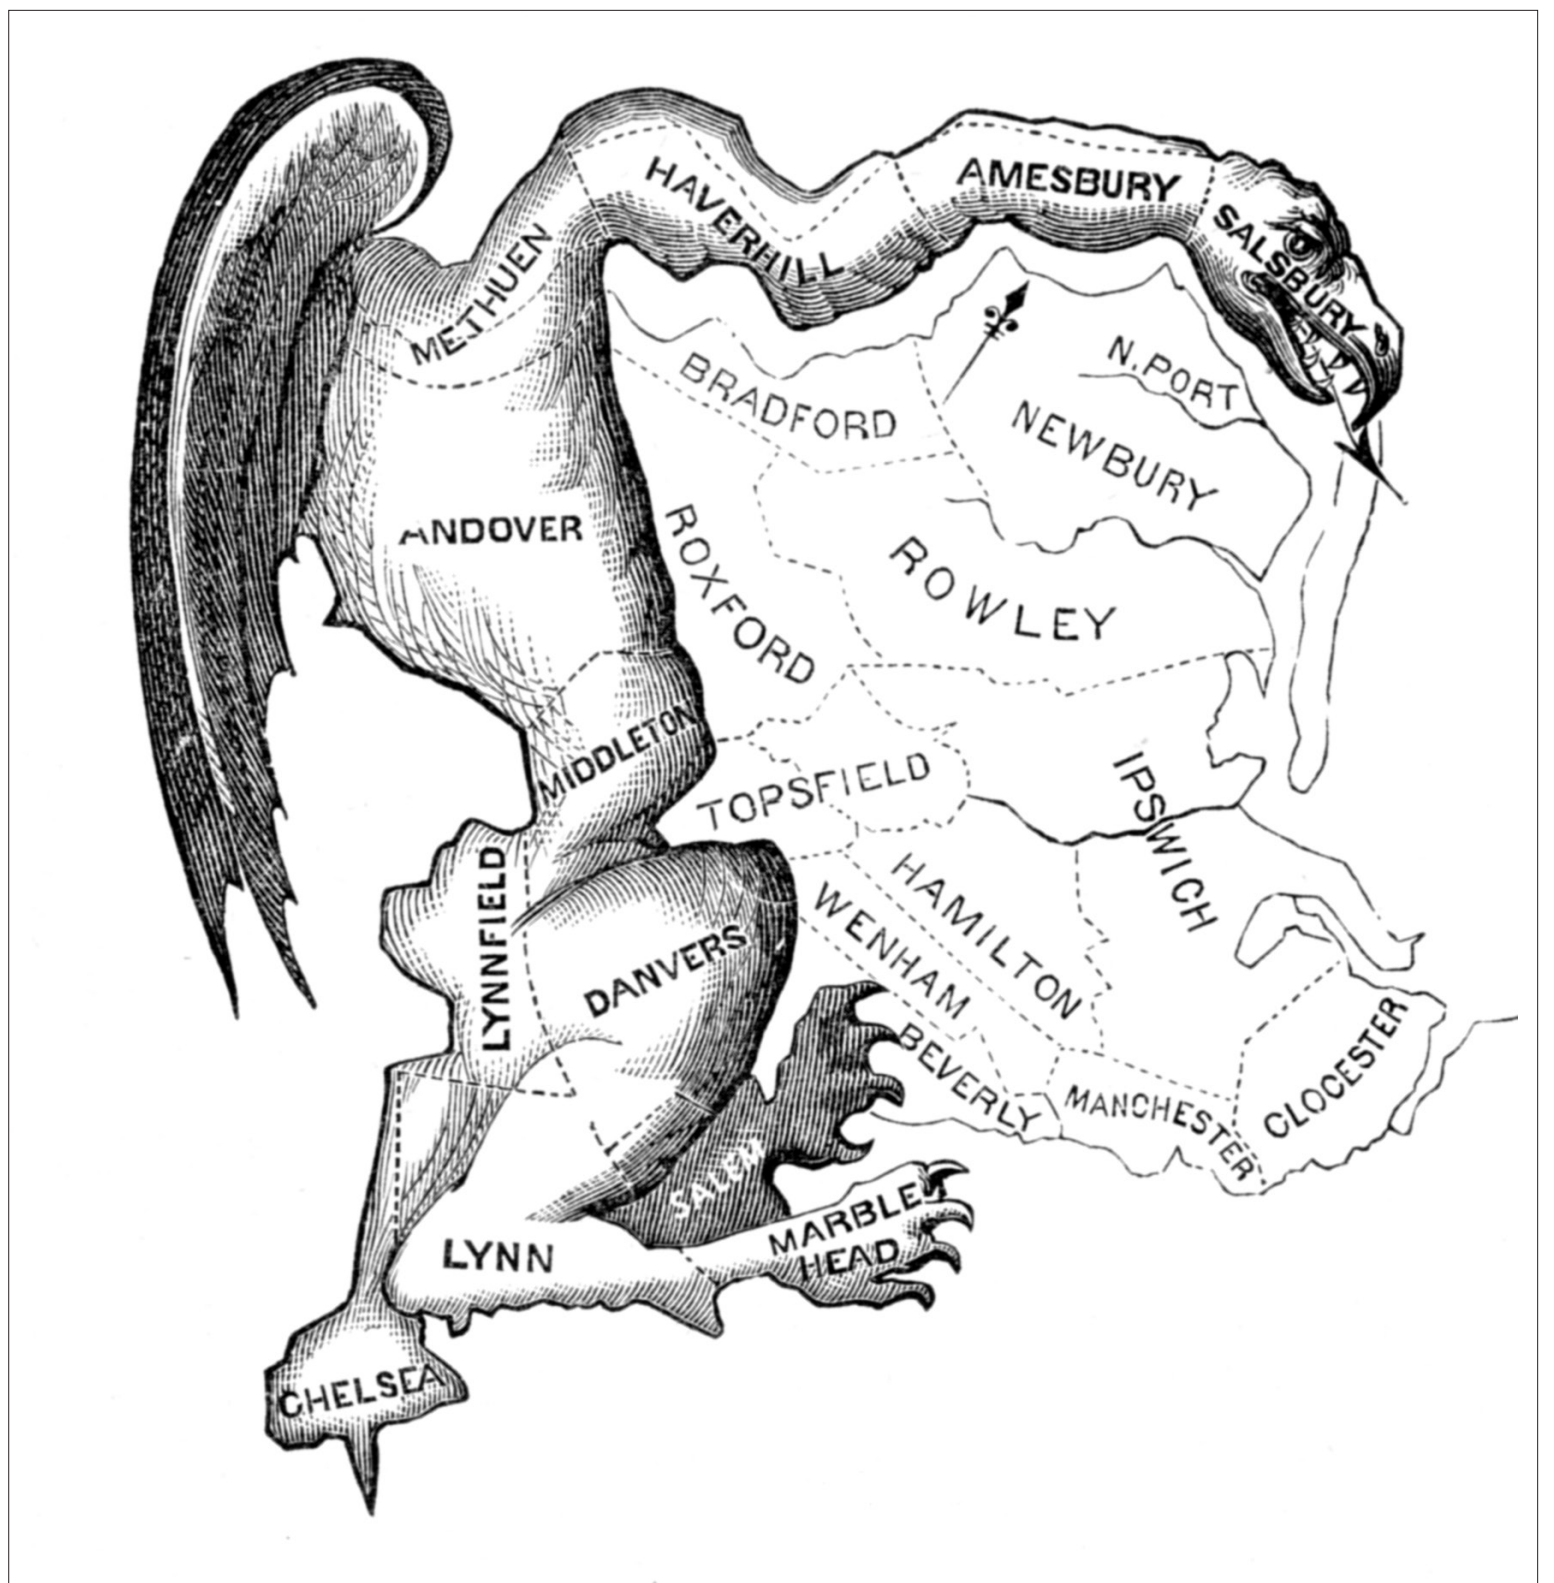 HAVERHILL
AMESBURY
SALSBURY
METHUEN
BRADFORD
N. PORT
NEWBURY
ANDOVER
ROXFORD
ROWLEY
MIDDLETON
TOPSFIELD
IPSWICH
LYNNFIELD
DANVERS
HAMILTON
WENHAM
BEVERLY
MANCHESTER
CLOCESTER
SALEM
LYNN
MARBLE
HEAD
CHELSEA